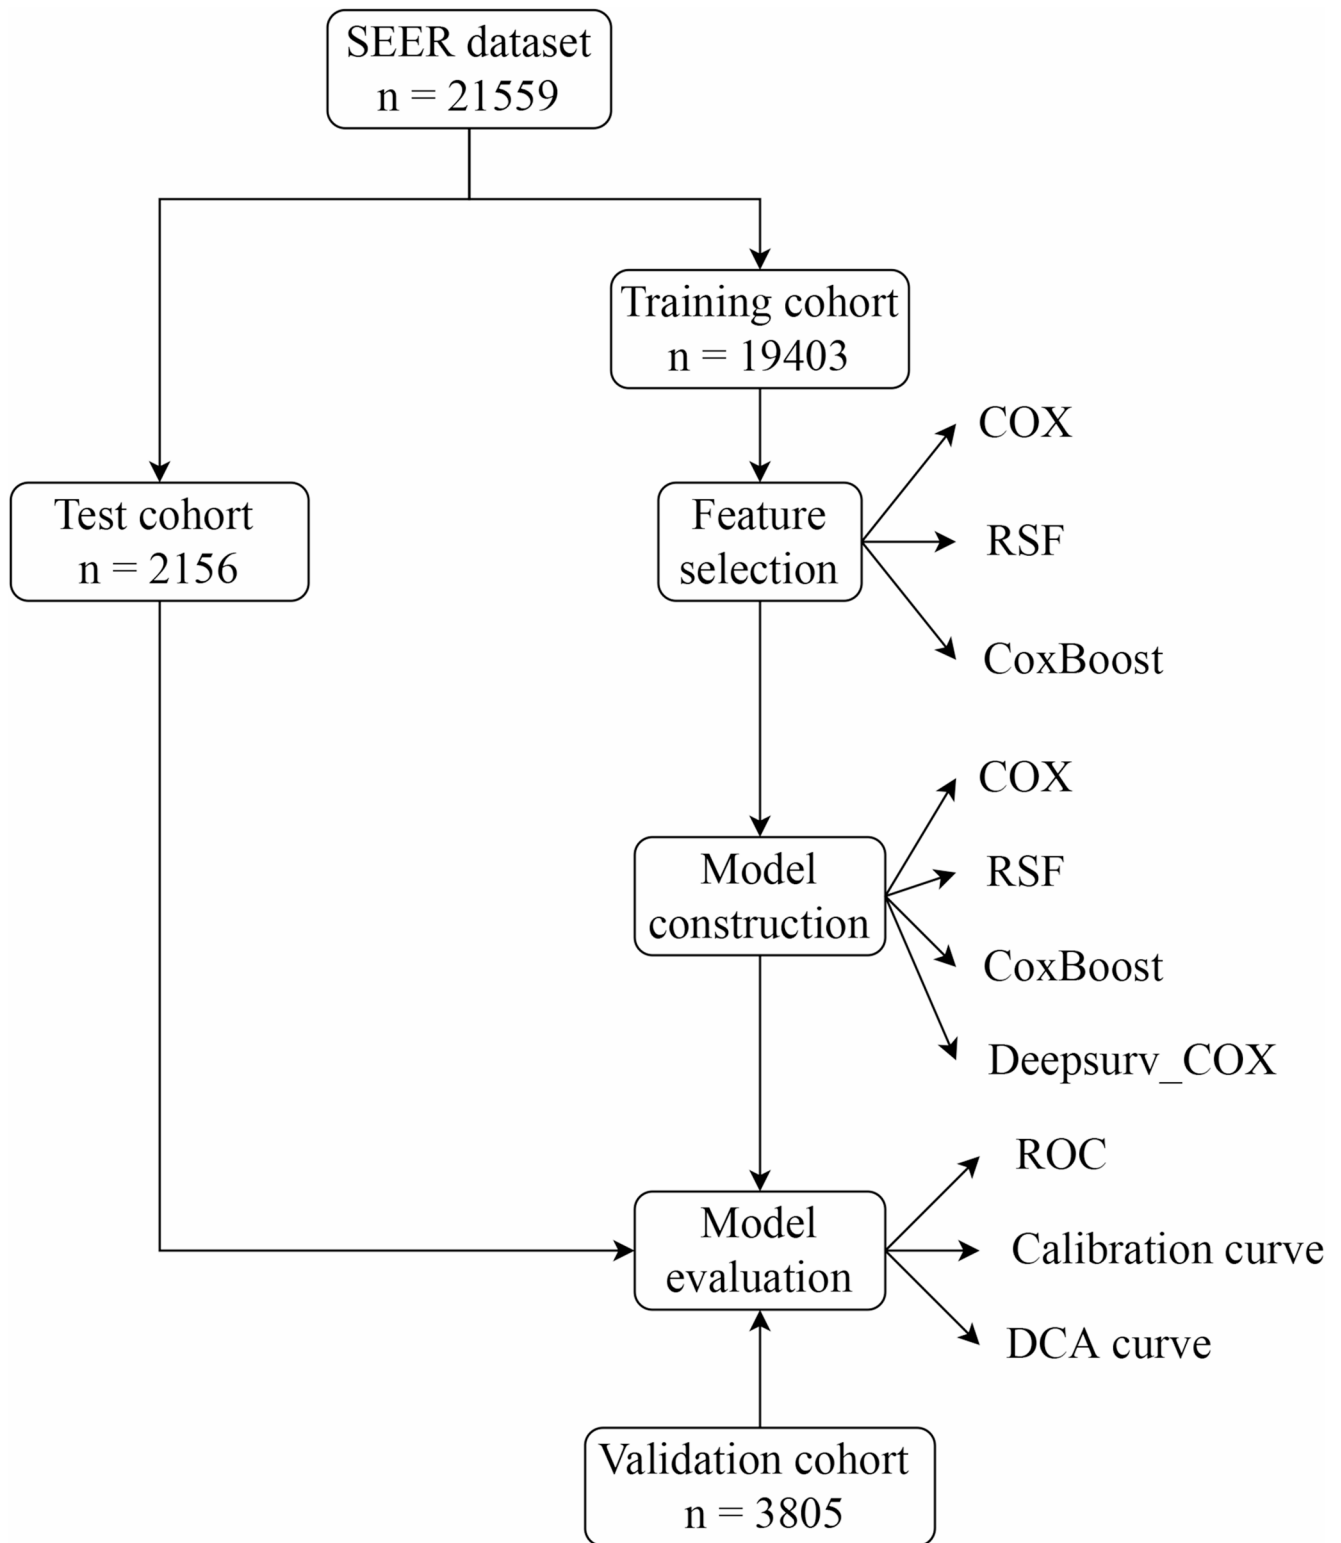 SEER dataset
n = 21559
Training cohort
n = 19403
COX
Test cohort
n = 2156
Feature
selection
RSF
CoxBoost
COX
Model
construction
RSF
CoxBoost
Deepsurv_COX
ROC
Model
evaluation
Calibration curve
DCA curve
Validation cohort
n = 3805